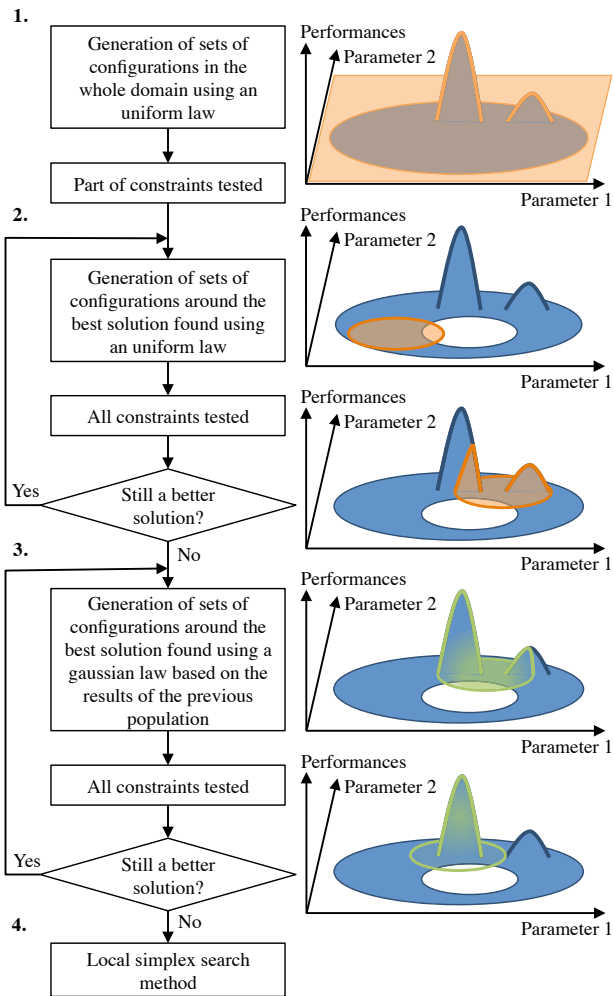 1.
Generation of sets of
configurations in the
whole domain using an
uniform law
Part of constraints tested
Performances
Parameter 2
Parameter 1
2.
Generation of sets of
configurations around the
best solution found using
an uniform law
All constraints tested
Still a better
solution?
Yes
No
Performances
Parameter 2
Parameter 1
Performances
Parameter 2
Parameter 1
3.
Generation of sets of
configurations around the
best solution found using a
gaussian law based on the
results of the previous
population
All constraints tested
Still a better
solution?
Yes
No
Performances
Parameter 2
Parameter 1
Performances
Parameter 2
Parameter 1
4.
Local simplex search
method